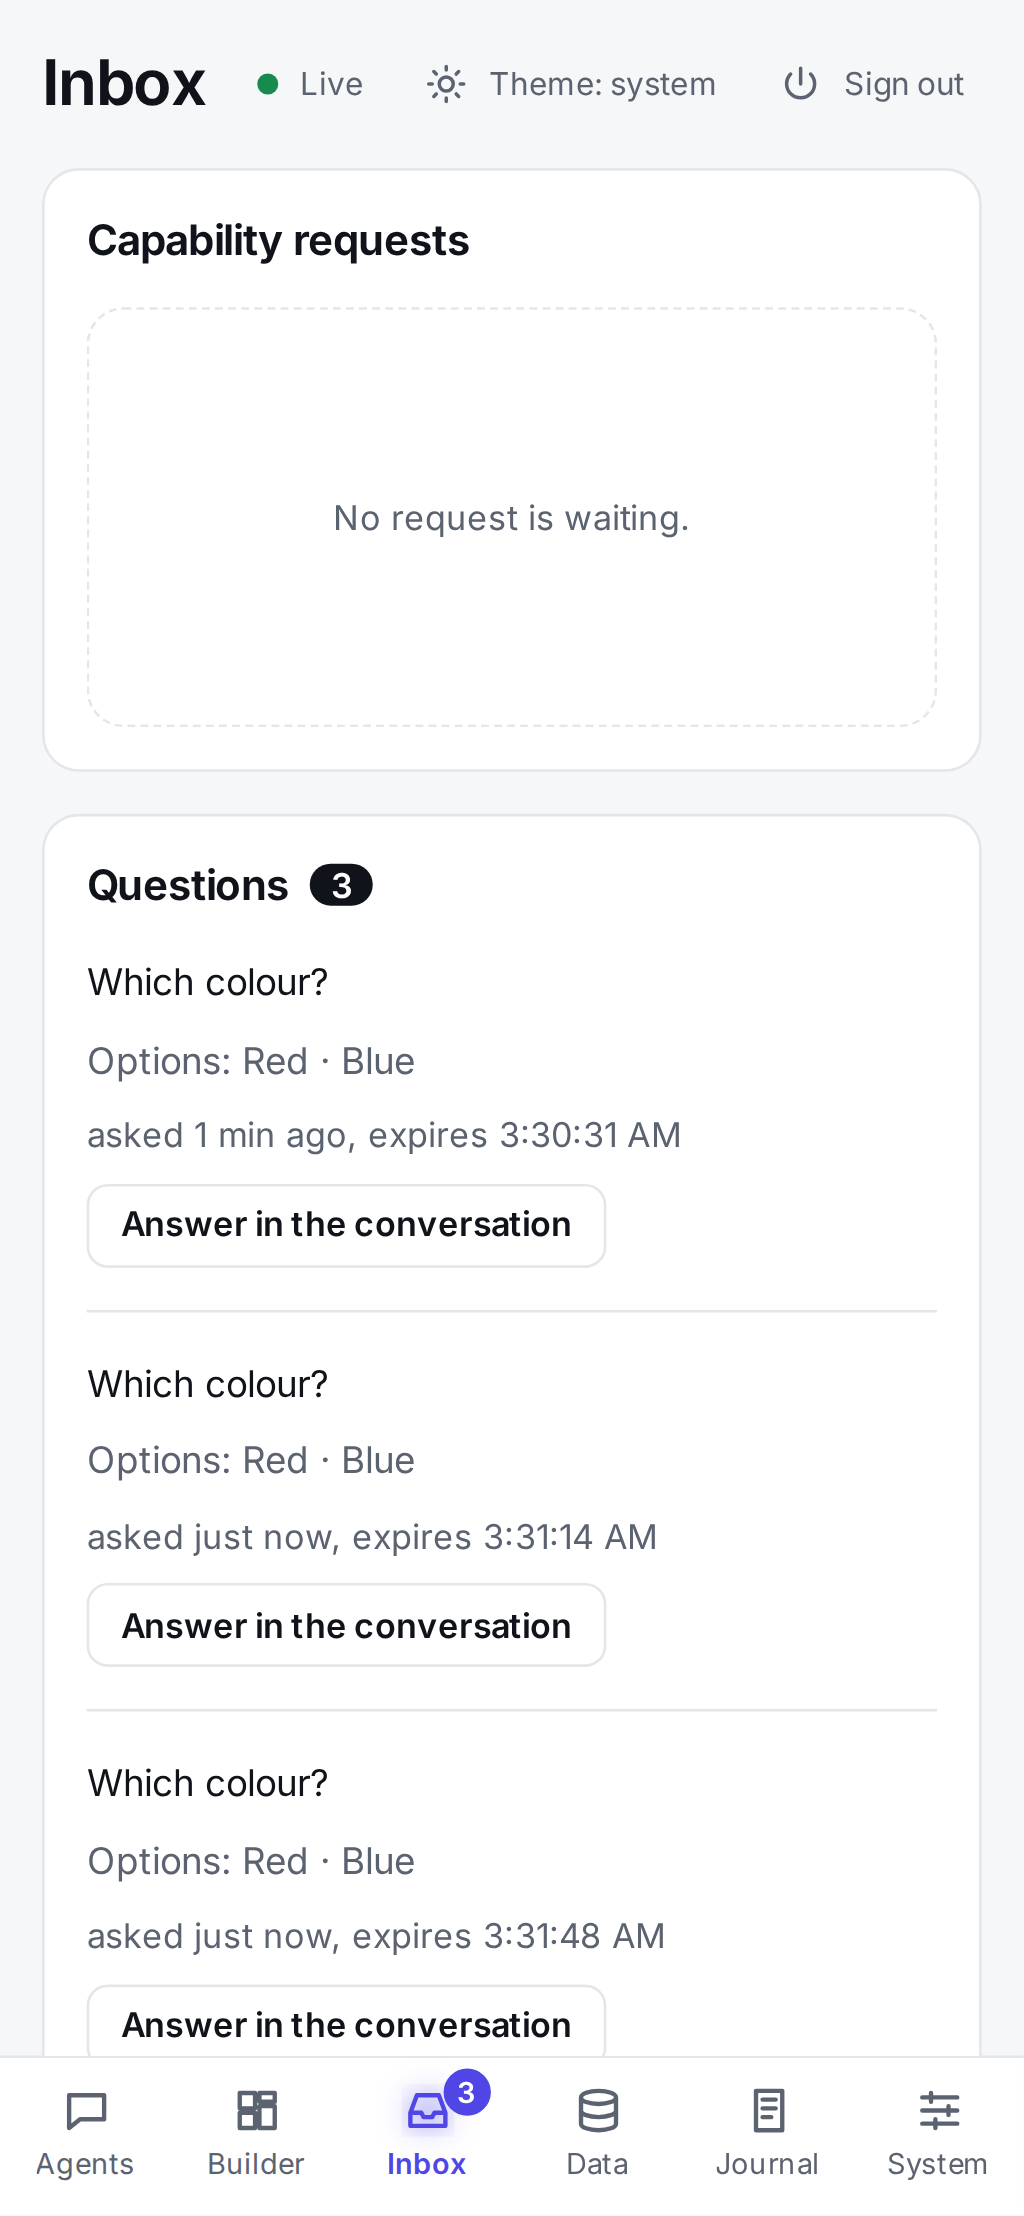 Inbox
Live
Theme: system
Sign out
Capability requests
No request is waiting.
Questions 3
Which colour?
Options: Red · Blue
asked 1 min ago, expires 3:30:31 AM
Answer in the conversation
Which colour?
Options: Red · Blue
asked just now, expires 3:31:14 AM
Answer in the conversation
Which colour?
Options: Red · Blue
asked just now, expires 3:31:48 AM
Answer in the conversation
3
Agents
Builder
Inbox
Data
Journal
System